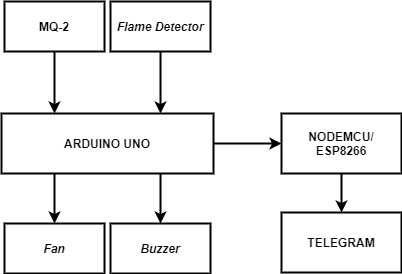 MQ-2
Flame Detector
ARDUINO UNO
NODEMCU/
ESP8266
Fan
Buzzer
TELEGRAM